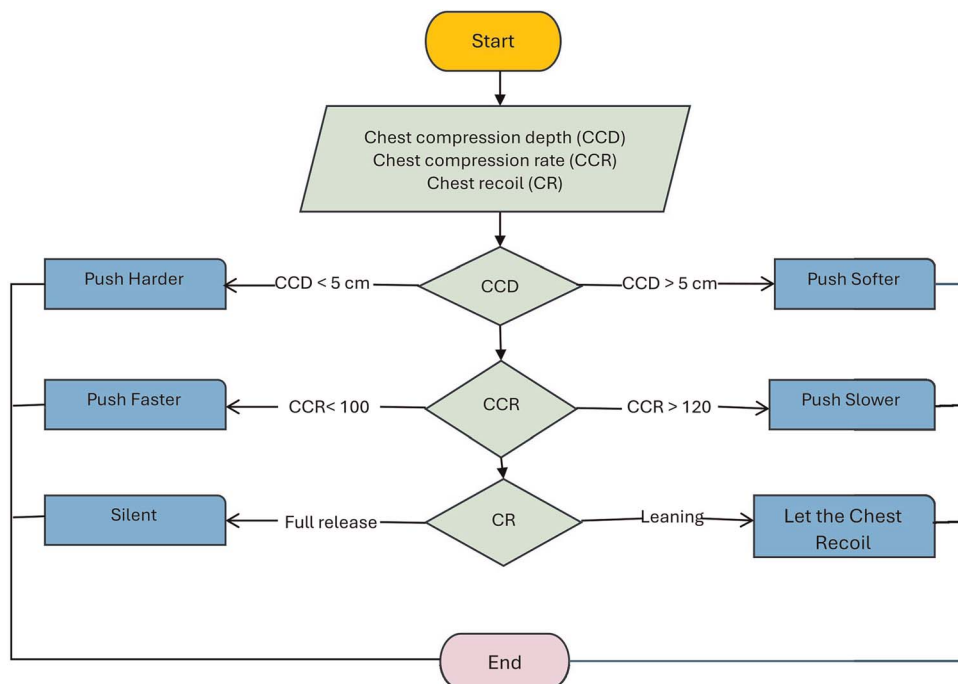 Start
Chest compression depth (CCD)
Chest compression rate (CCR)
Chest recoil (CR)
Push Harder
CCD < 5 cm
CCD
CCD > 5 cm
Push Softer
Push Faster
CCR< 100
CCR
CCR > 120
Push Slower
Silent
Full release
CR
Leaning
Let the Chest
Recoil
End